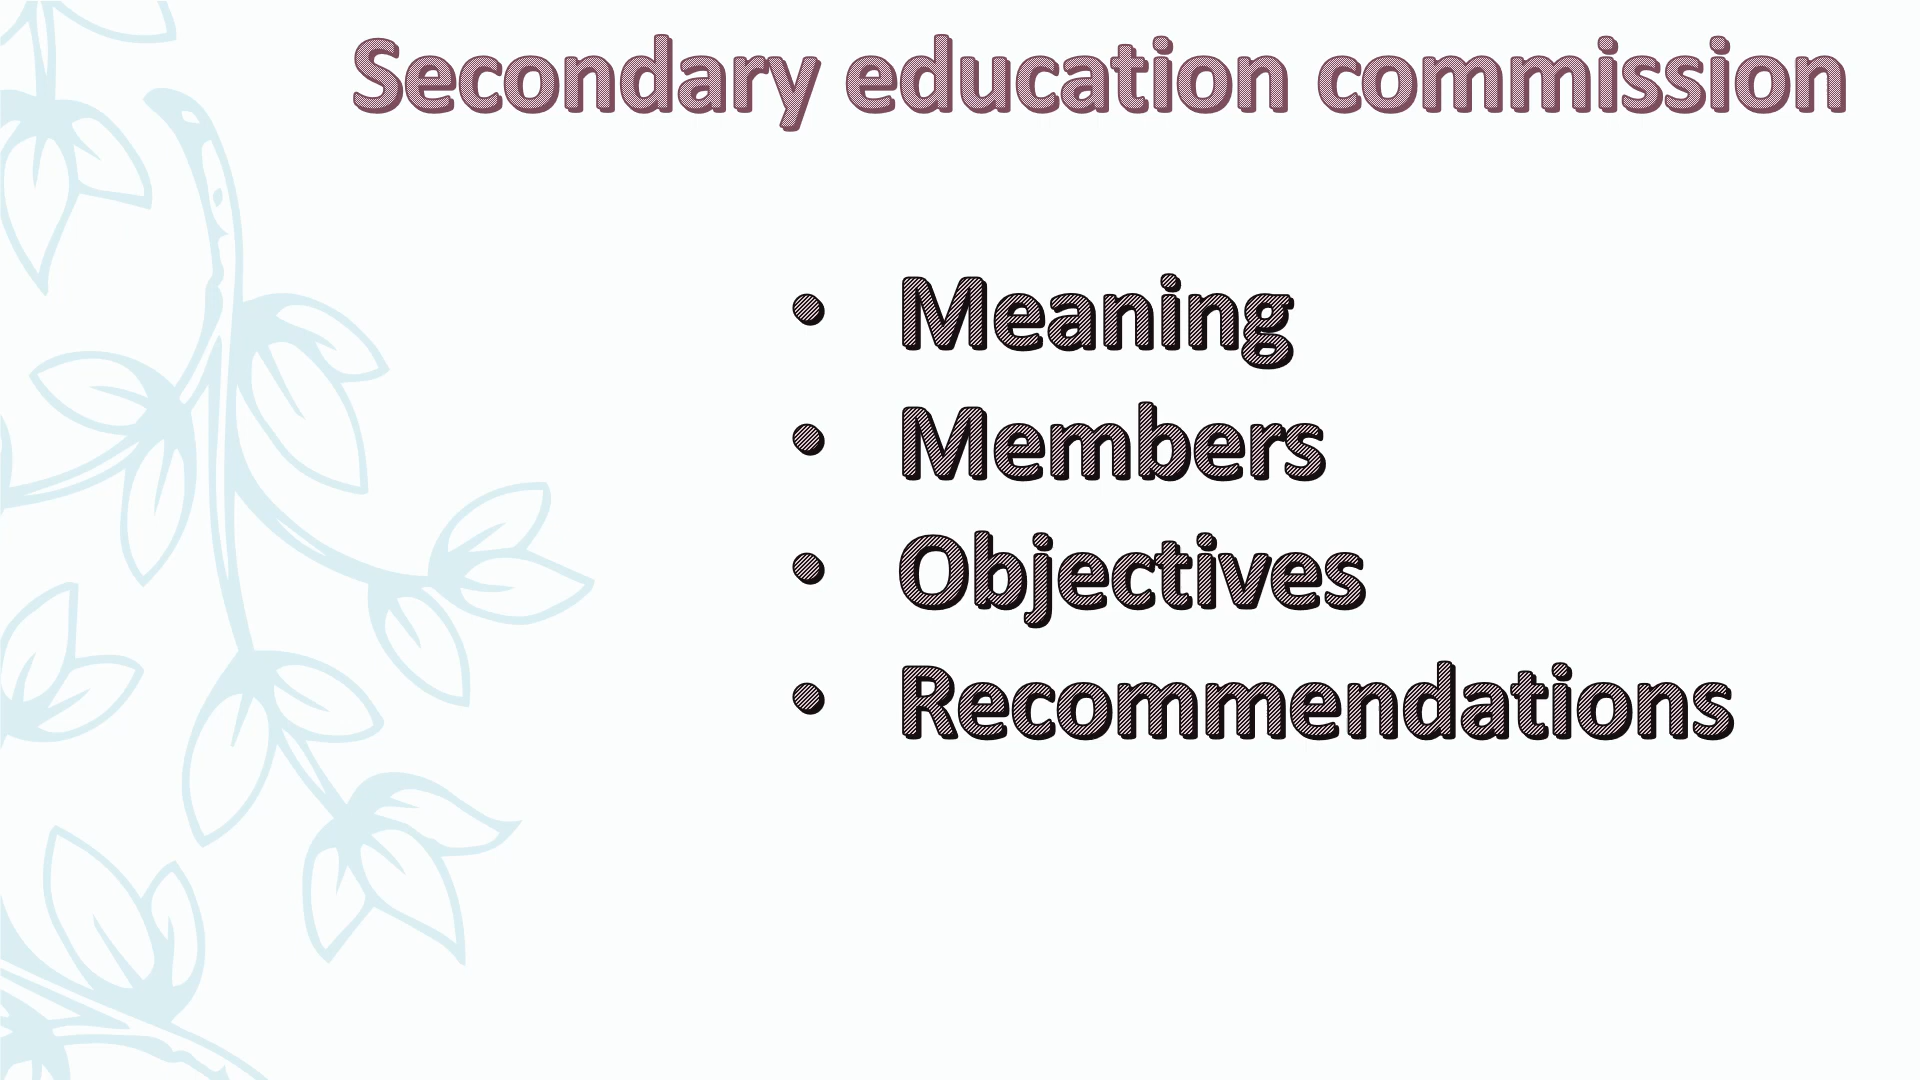 Secondary education commission
• Meaning
• Members
• Objectives
• Recommendations